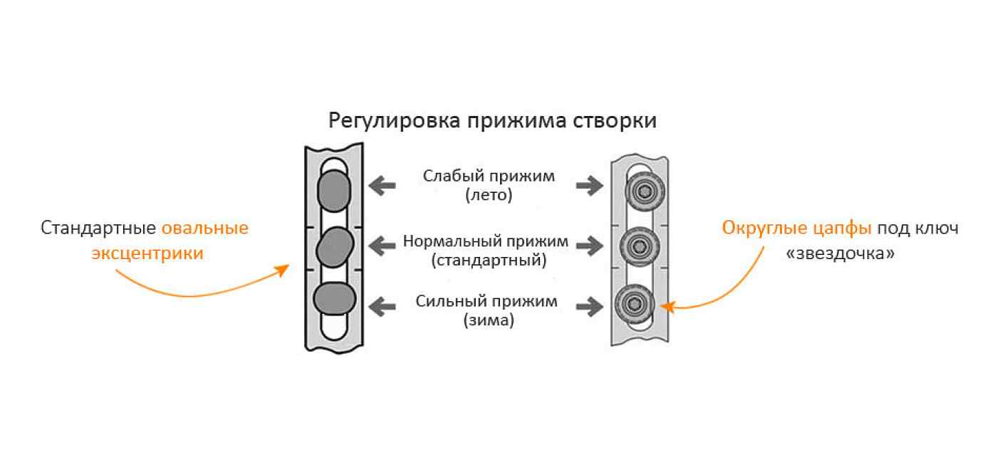 Регулировка прижима створки
Слабый прижим
(лето)
Стандартные овальные
эксцентрики
Нормальный прижим
(стандартный)
Округлые цапфы под ключ
«звездочка»
Сильный прижим
(зима)